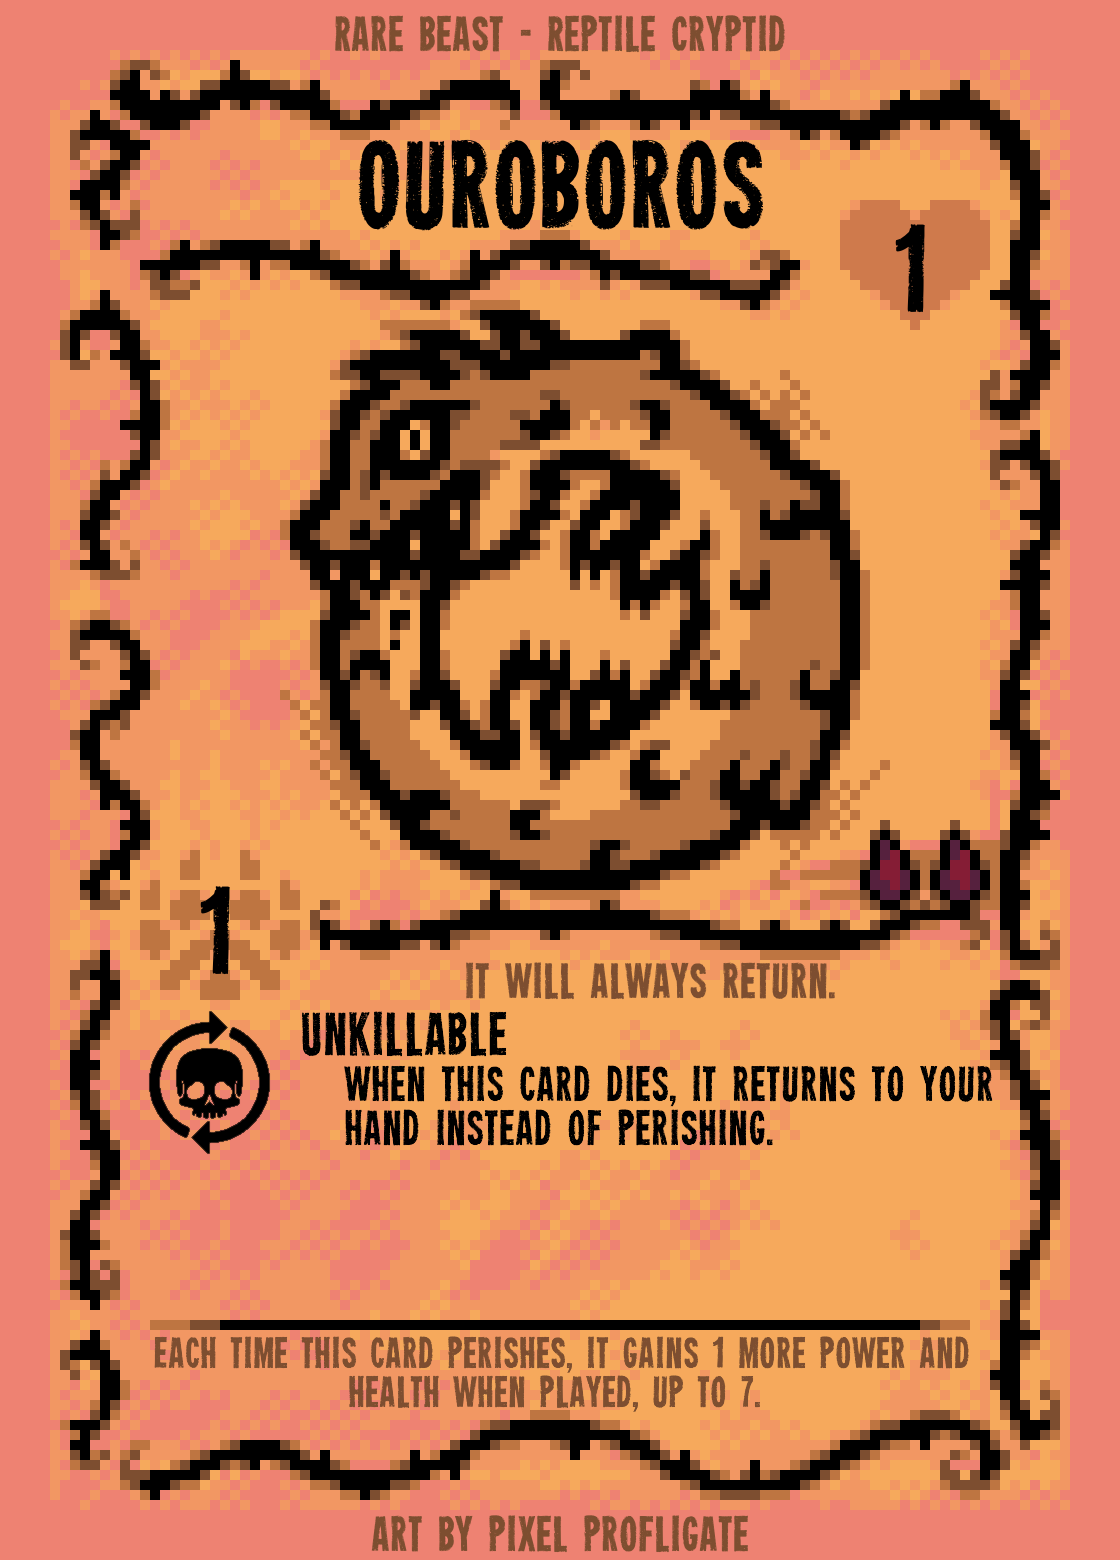 RARE BEAST - REPTILE CRYPTID
OUROBOROS
1
1
IT WILL ALWAYS RETURN.
UNKILLABLE
WHEN THIS CARD DIES, IT RETURNS TO YOUR
HAND INSTEAD OF PERISHING.
EACH TIME THIS CARD PERISHES, IT GAINS 1 MORE POWER AND
HEALTH WHEN PLAYED, UP TO 7.
ART BY PIXEL PROFLIGATE